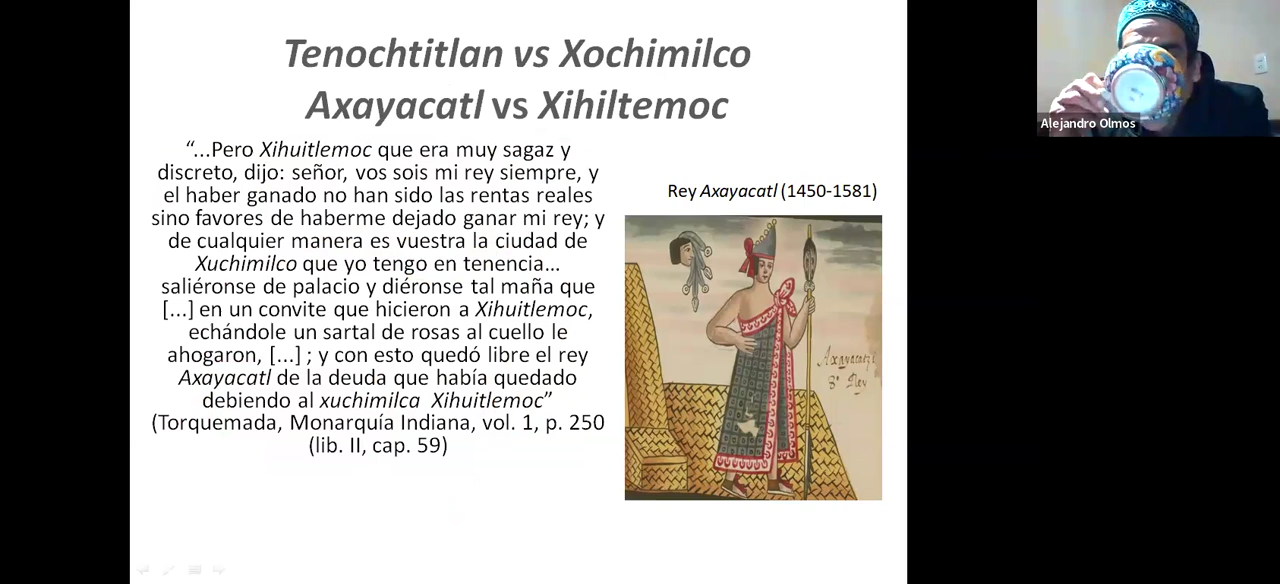 Tenochtitlan vs Xochimilco
Axayacatl vs Xihiltemoc
“...Pero Xihuitlemoc que era muy sagaz y
discreto, dijo: señor, vos sois mi rey siempre, y
el haber ganado no han sido las rentas reales
sino favores de haberme dejado ganar mi rey; y
de cualquier manera es vuestra la ciudad de
Xuchimilco que yo tengo en tenencia...
saliéronse de palacio y diéronse tal maña que
[...] en un convite que hicieron a Xihuitlemoc,
echándole un sartal de rosas al cuello le
ahogaron, [...] ; y con esto quedó libre el rey
Axayacatl de la deuda que había quedado
debiendo al xuchimilca Xihuitlemoc”
(Torquemada, Monarquía Indiana, vol. 1, p. 250
(lib. II, cap. 59)
Rey Axayacatl (1450-1581)
Alejandro Olmos